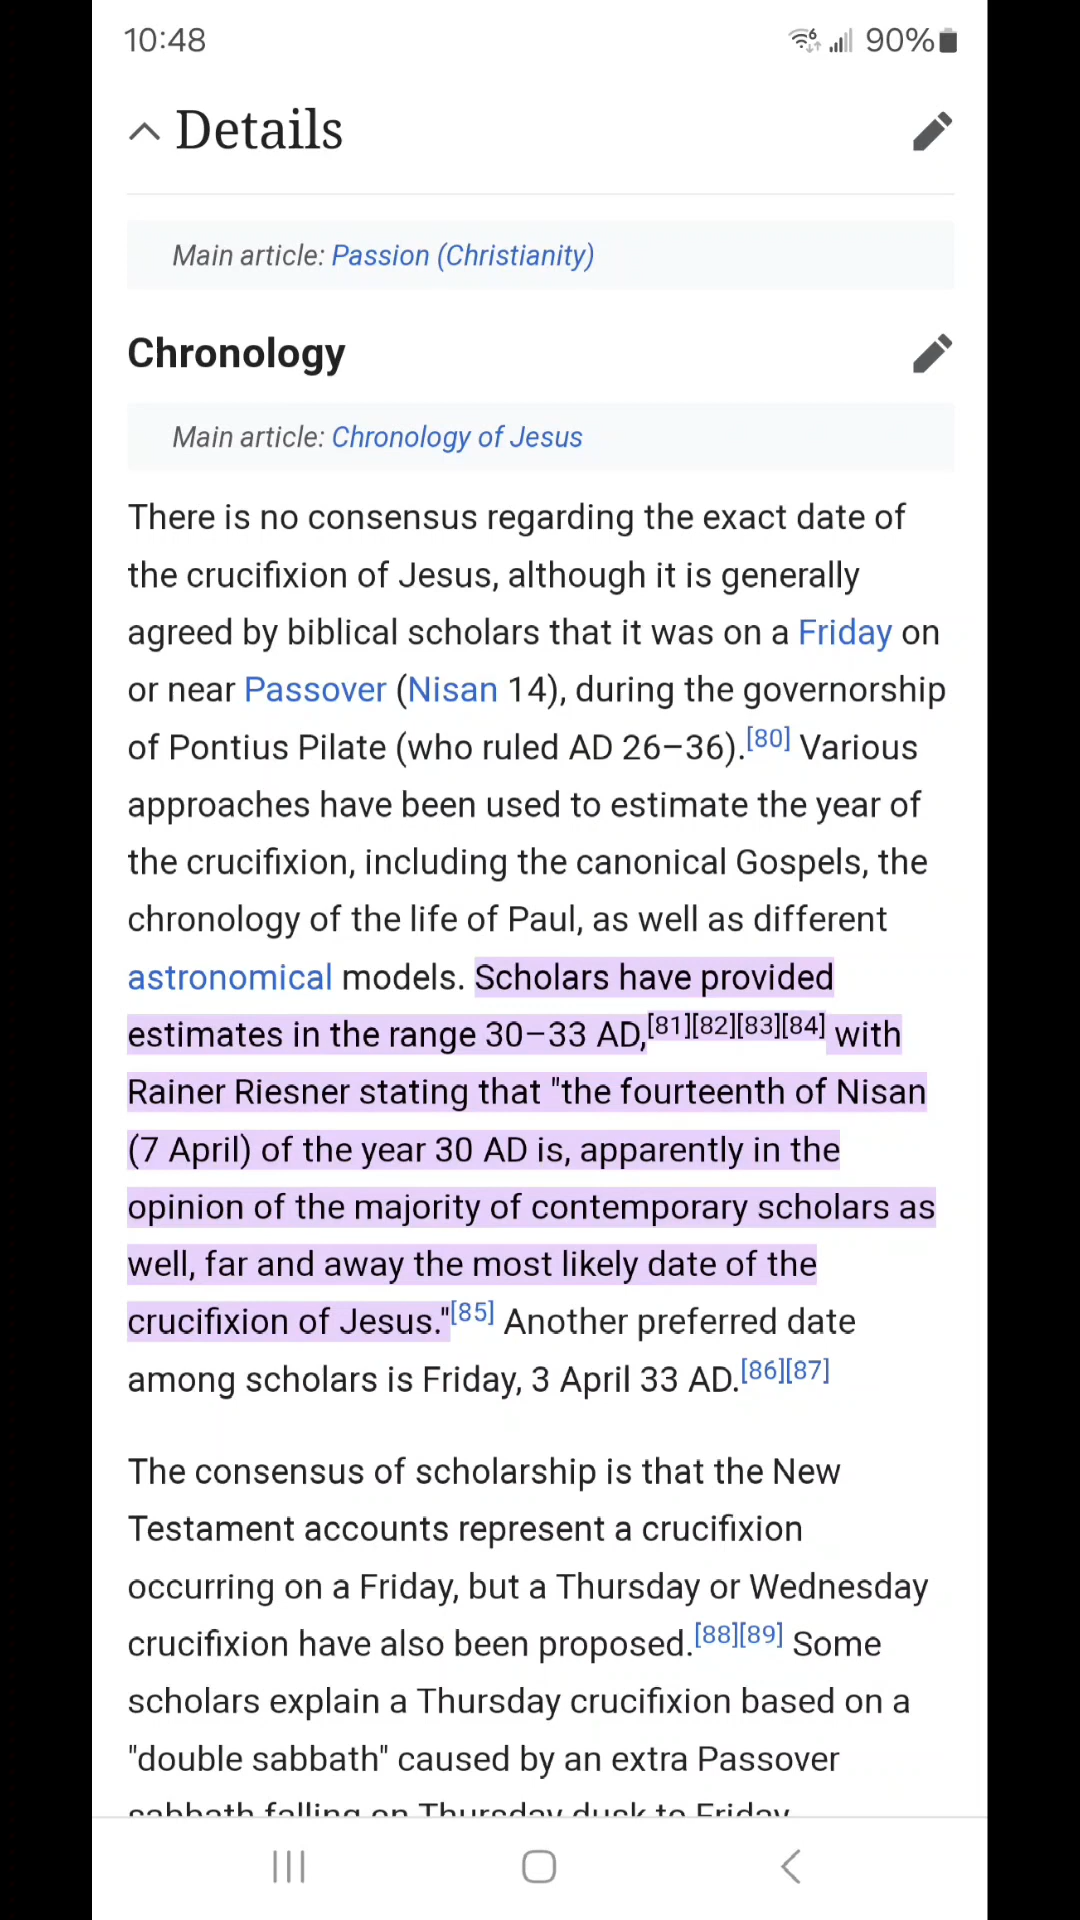 10:48
6 90%
Details
Main article: Passion (Christianity)
Chronology
Main article: Chronology of Jesus
There is no consensus regarding the exact date of
the crucifixion of Jesus, although it is generally
agreed by biblical scholars that it was on a Friday on
or near Passover (Nisan 14), during the governorship
of Pontius Pilate (who ruled AD 26–36).[80] Various
approaches have been used to estimate the year of
the crucifixion, including the canonical Gospels, the
chronology of the life of Paul, as well as different
astronomical models. Scholars have provided
estimates in the range 30–33 AD,[81][82][83][84] with
Rainer Riesner stating that "the fourteenth of Nisan
(7 April) of the year 30 AD is, apparently in the
opinion of the majority of contemporary scholars as
well, far and away the most likely date of the
crucifixion of Jesus."[85] Another preferred date
among scholars is Friday, 3 April 33 AD.[86][87]
The consensus of scholarship is that the New
Testament accounts represent a crucifixion
occurring on a Friday, but a Thursday or Wednesday
crucifixion have also been proposed.[88][89] Some
scholars explain a Thursday crucifixion based on a
"double sabbath" caused by an extra Passover
sabbath falling on Thursday dusk to Friday